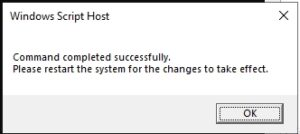 Windows Script Host
Command completed successfully.
Please restart the system for the changes to take effect.
OK